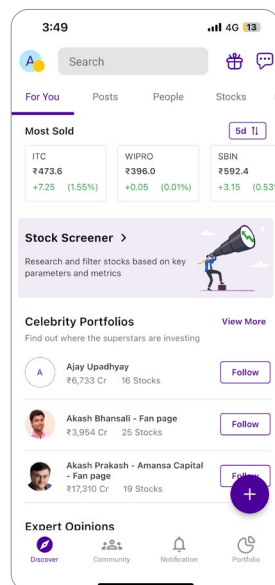 3:49
4G 13
A
Search
For You Posts People Stocks
Most Sold
5d
ITC
₹473.6
+7.25 (1.55%)
WIPRO
₹396.0
+0.05 (0.01%)
SBIN
₹592.4
+3.15 (0.53
Stock Screener >
Research and filter stocks based on key
parameters and metrics
Celebrity Portfolios
View More
Find out where the superstars are investing
A
Ajay Upadhyay
₹6,733 Cr 16 Stocks
Follow
Akash Bhansali - Fan page
₹3,954 Cr 25 Stocks
Follow
Akash Prakash - Amansa Capital
- Fan page
₹17,310 Cr 19 Stocks
Follow
+
Expert Opinions
Discover Community Notification Portfolio